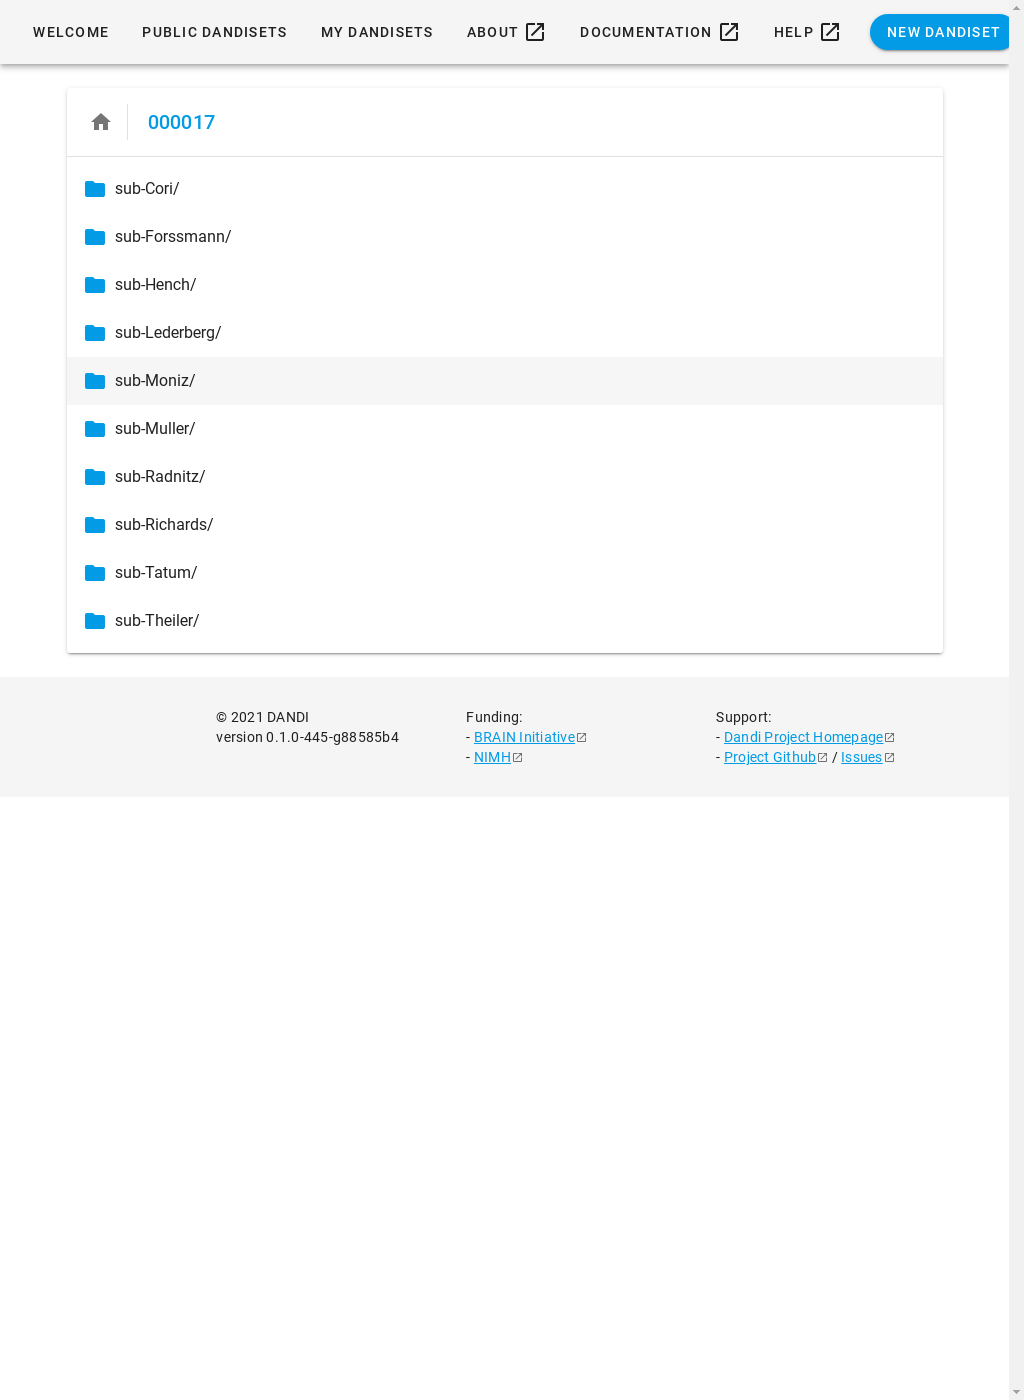 WELCOME PUBLIC DANDISETS MY DANDISETS ABOUT DOCUMENTATION HELP NEW DANDISET
000017
sub-Cori/
sub-Forssmann/
sub-Hench/
sub-Lederberg/
sub-Moniz/
sub-Muller/
sub-Radnitz/
sub-Richards/
sub-Tatum/
sub-Theiler/
© 2021 DANDI
version 0.1.0-445-g88585b4
Funding:
- BRAIN Initiative
- NIMH
Support:
- Dandi Project Homepage
- Project Github / Issues